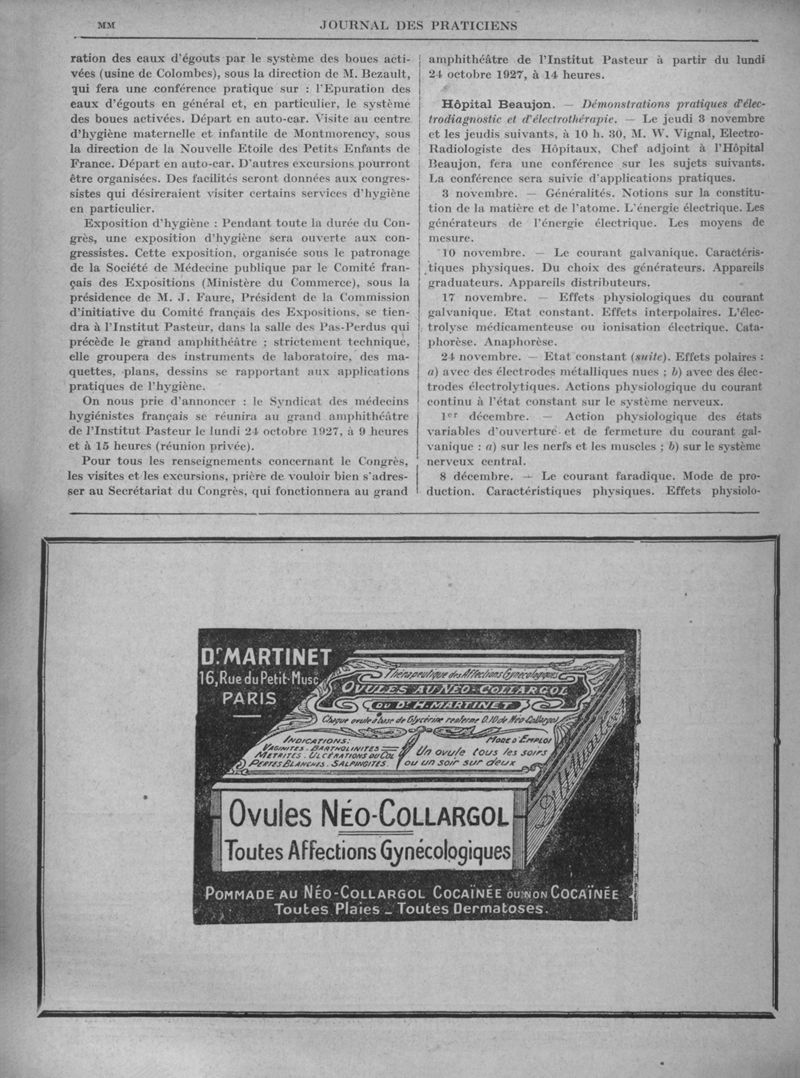 MM
JOURNAL DES PRATICIENS
ration des eaux d'égouts par le système des boues acti-
vées (usine de Colombes), sous la direction de M. Bezault,
qui fera une conférence pratique sur : l'Epuration des
eaux d'égouts en général et, en particulier, le système
des boues activées. Départ en auto-car. Visite au centre
d'hygiène maternelle et infantile de Montmorency, sous
la direction de la Nouvelle Etoile des Petits Enfants de
France. Départ en auto-car. D'autres excursions pourront
être organisées. Des facilités seront données aux congres-
sistes qui désireraient visiter certains services d'hygiène
en particulier.
Exposition d'hygiène : Pendant toute la durée du Con-
grès, une exposition d'hygiène sera ouverte aux con-
gressistes. Cette exposition, organisée sous le patronage
de la Société de Médecine publique par le Comité fran-
çais des Expositions (Ministère du Commerce), sous la
présidence de M. J. Faure, Président de la Commission
d'initiative du Comité français des Expositions, se tien-
dra à l'Institut Pasteur, dans la salle des Pas-Perdus qui
précède le grand amphithéâtre ; strictement technique,
elle groupera des instruments de laboratoire, des ma-
quettes, plans, dessins se rapportant aux applications
pratiques de l'hygiène.
On nous prie d'annoncer : le Syndicat des médecins
hygiénistes français se réunira au grand amphithéâtre
de l'Institut Pasteur le lundi 24 octobre 1927, à 9 heures
et à 15 heures (réunion privée).
Pour tous les renseignements concernant le Congrès,
les visites et les excursions, prière de vouloir bien s'adres-
ser au Secrétariat du Congrès, qui fonctionnera au grand
amphithéâtre de l'Institut Pasteur à partir du lundi
24 octobre 1927, à 14 heures.
Hôpital Beaujon. — Démonstrations pratiques d'élec-
trodiagnostic et d'électrothérapie. — Le jeudi 3 novembre
et les jeudis suivants, à 10 h. 30, M. W. Vignal, Electro-
Radiologiste des Hôpitaux, Chef adjoint à l'Hôpital
Beaujon, fera une conférence sur les sujets suivants.
La conférence sera suivie d'applications pratiques.
3 novembre. — Généralités. Notions sur la constitu-
tion de la matière et de l'atome. L'énergie électrique. Les
générateurs de l'énergie électrique. Les moyens de
mesure.
10 novembre. — Le courant galvanique. Caractéris-
tiques physiques. Du choix des générateurs. Appareils
graduateurs. Appareils distributeurs.
17 novembre. — Effets physiologiques du courant
galvanique. Etat constant. Effets interpolaires. L'élec-
trolyse médicamenteuse ou ionisation électrique. Cata-
phorèse. Anaphorèse.
24 novembre. — Etat constant (suite). Effets polaires :
a) avec des électrodes métalliques nues ; b) avec des élec-
trodes électrolytiques. Actions physiologique du courant
continu à l'état constant sur le système nerveux.
1er décembre. — Action physiologique des états
variables d'ouverture et de fermeture du courant gal-
vanique : a) sur les nerfs et les muscles ; b) sur le système
nerveux central.
8 décembre. — Le courant faradique. Mode de pro-
duction. Caractéristiques physiques. Effets physiolo-
Dr. MARTINET
16, Rue du Petit-Musc
PARIS
Thérapeutique des Affections Gynécologiques
OVULES AU NÉO-COLLARGOL
DU DR H. MARTINET
Chaque ovule à base de Glycérine renferme 0.10 de Néo-Collargol
INDICATIONS:
VAGINITES. BARTHOLINITES
MÉTRITES. ULCÉRATIONS DU COL
PERTES BLANCHES. SALPINGITES.
MODE D'EMPLOI
Un ovule tous les soirs
ou un soir sur deux
Dr H Martinet
Ovules NÉO-COLLARGOL
Toutes Affections Gynécologiques
POMMADE AU NÉO-COLLARGOL COCAÏNÉE OU NON COCAÏNÉE
Toutes Plaies - Toutes Dermatoses.